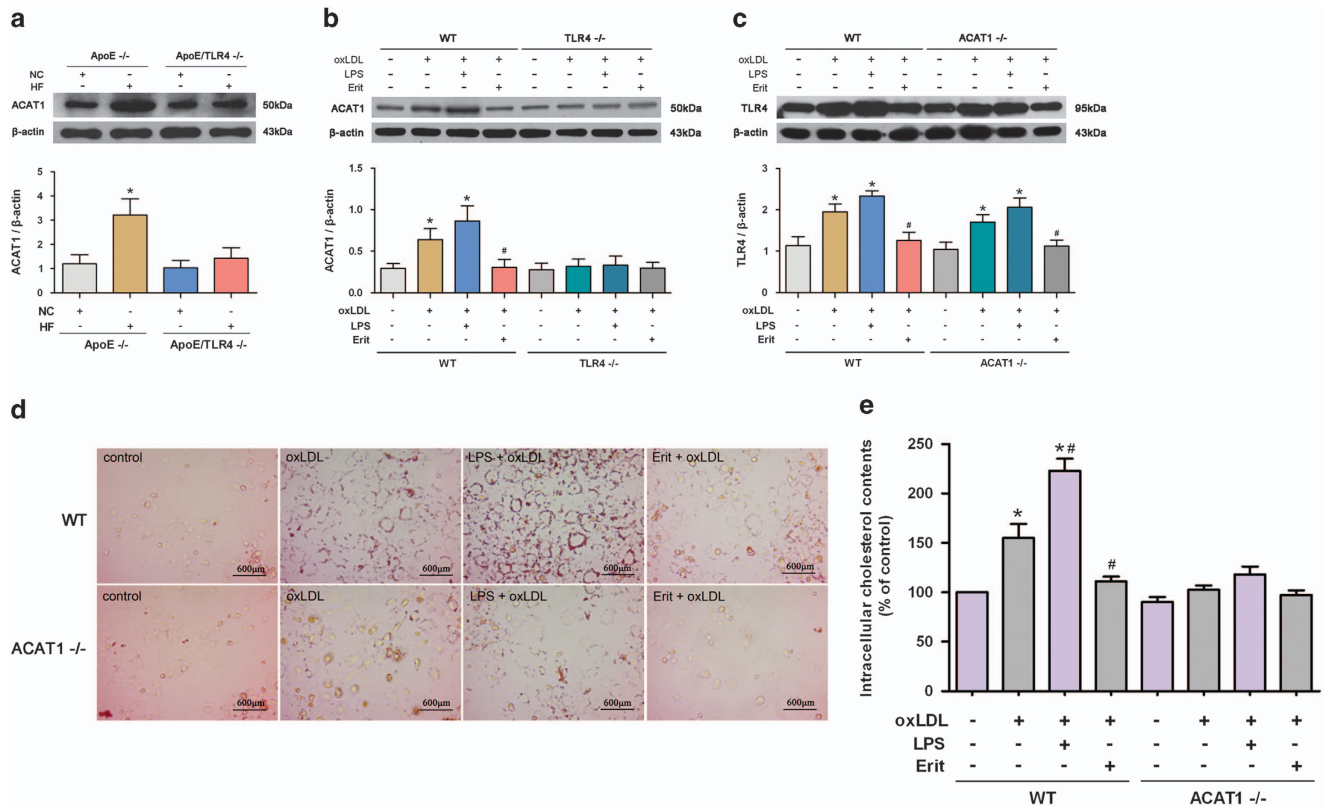 a
ApoE -/- ApoE/TLR4 -/-
NC + - + -
HF - + - +
ACAT1 50kDa
β-actin 43kDa
ACAT1 / β-actin
5
4
3
2
1
0
*
NC + - + -
HF - + - +
ApoE -/- ApoE/TLR4 -/-
b
WT TLR4 -/-
oxLDL - + + + - + + +
LPS - - + - - - + -
Erit - - - + - - - +
ACAT1 50kDa
β-actin 43kDa
ACAT1 / β-actin
1.5
1.0
0.5
0.0
* * #
oxLDL - + + + - + + +
LPS - - + - - - + -
Erit - - - + - - - +
WT TLR4 -/-
c
WT ACAT1 -/-
oxLDL - + + + - + + +
LPS - - + - - - + -
Erit - - - + - - - +
TLR4 95kDa
β-actin 43kDa
TLR4 / β-actin
3
2
1
0
* * # * * #
oxLDL - + + + - + + +
LPS - - + - - - + -
Erit - - - + - - - +
WT ACAT1 -/-
d
control oxLDL LPS + oxLDL Erit + oxLDL
WT
600μm 600μm 600μm 600μm
control oxLDL LPS + oxLDL Erit + oxLDL
ACAT1 -/-
600μm 600μm 600μm 600μm
e
Intracellular cholesterol contents
(% of control)
250
200
150
100
50
0
* *# #
oxLDL - + + + - + + +
LPS - - + - - - + -
Erit - - - + - - - +
WT ACAT1 -/-